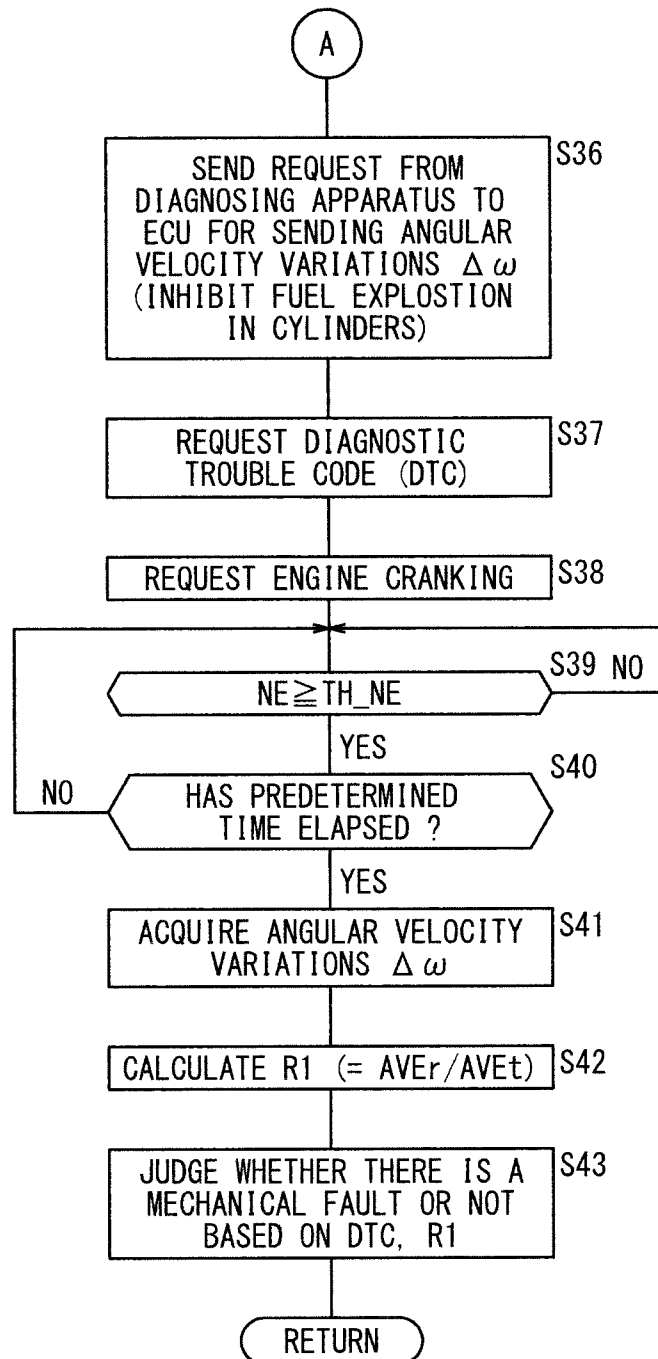 A
S36
SEND REQUEST FROM
DIAGNOSING APPARATUS TO
ECU FOR SENDING ANGULAR
VELOCITY VARIATIONS Δω
(INHIBIT FUEL EXPLOSTION
IN CYLINDERS)
S37
REQUEST DIAGNOSTIC
TROUBLE CODE (DTC)
REQUEST ENGINE CRANKING
S38
S39
NO
NE≧TH_NE
YES
S40
NO
HAS PREDETERMINED
TIME ELAPSED ?
YES
S41
ACQUIRE ANGULAR VELOCITY
VARIATIONS Δω
CALCULATE R1 (= AVEr/AVEt)
S42
S43
JUDGE WHETHER THERE IS A
MECHANICAL FAULT OR NOT
BASED ON DTC, R1
RETURN